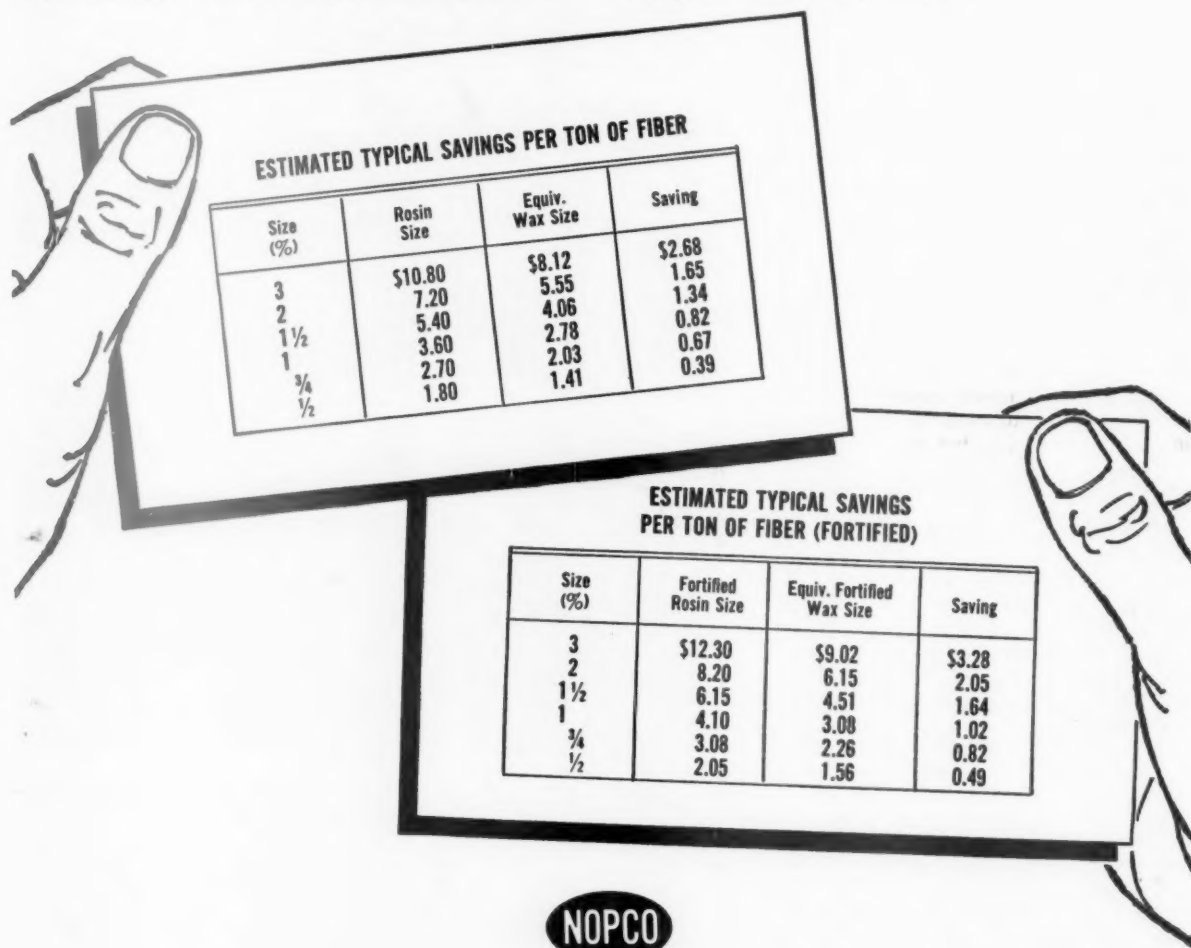 ESTIMATED TYPICAL SAVINGS PER TON OF FIBER
Size (%) Rosin Size Equiv. Wax Size Saving
3 $10.80 $8.12 $2.68
2 7.20 5.55 1.65
1½ 5.40 4.06 1.34
1 3.60 2.78 0.82
¾ 2.70 2.03 0.67
½ 1.80 1.41 0.39
ESTIMATED TYPICAL SAVINGS
PER TON OF FIBER (FORTIFIED)
Size (%) Fortified Rosin Size Equiv. Fortified Wax Size Saving
3 $12.30 $9.02 $3.28
2 8.20 6.15 2.05
1½ 6.15 4.51 1.64
1 4.10 3.08 1.02
¾ 3.08 2.26 0.82
½ 2.05 1.56 0.49
NOPCO